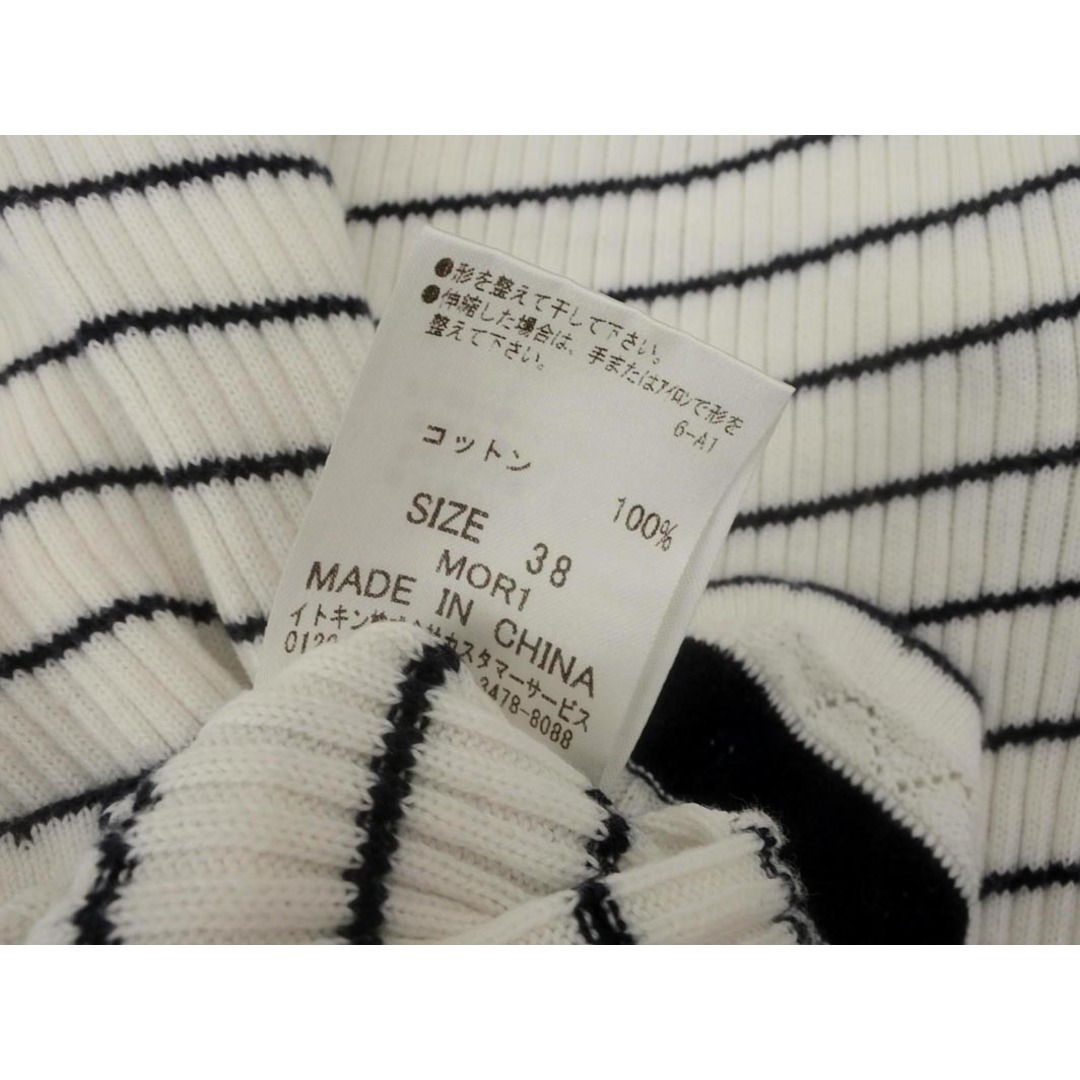 ●形を整えて干して下さい。
●伸縮した場合は、手またはアイロンで形を
整えて下さい。
6-A1
コットン 100%
SIZE 38
MOR1
MADE IN CHINA
イトキン カスタマーサービス
012 3478-8088